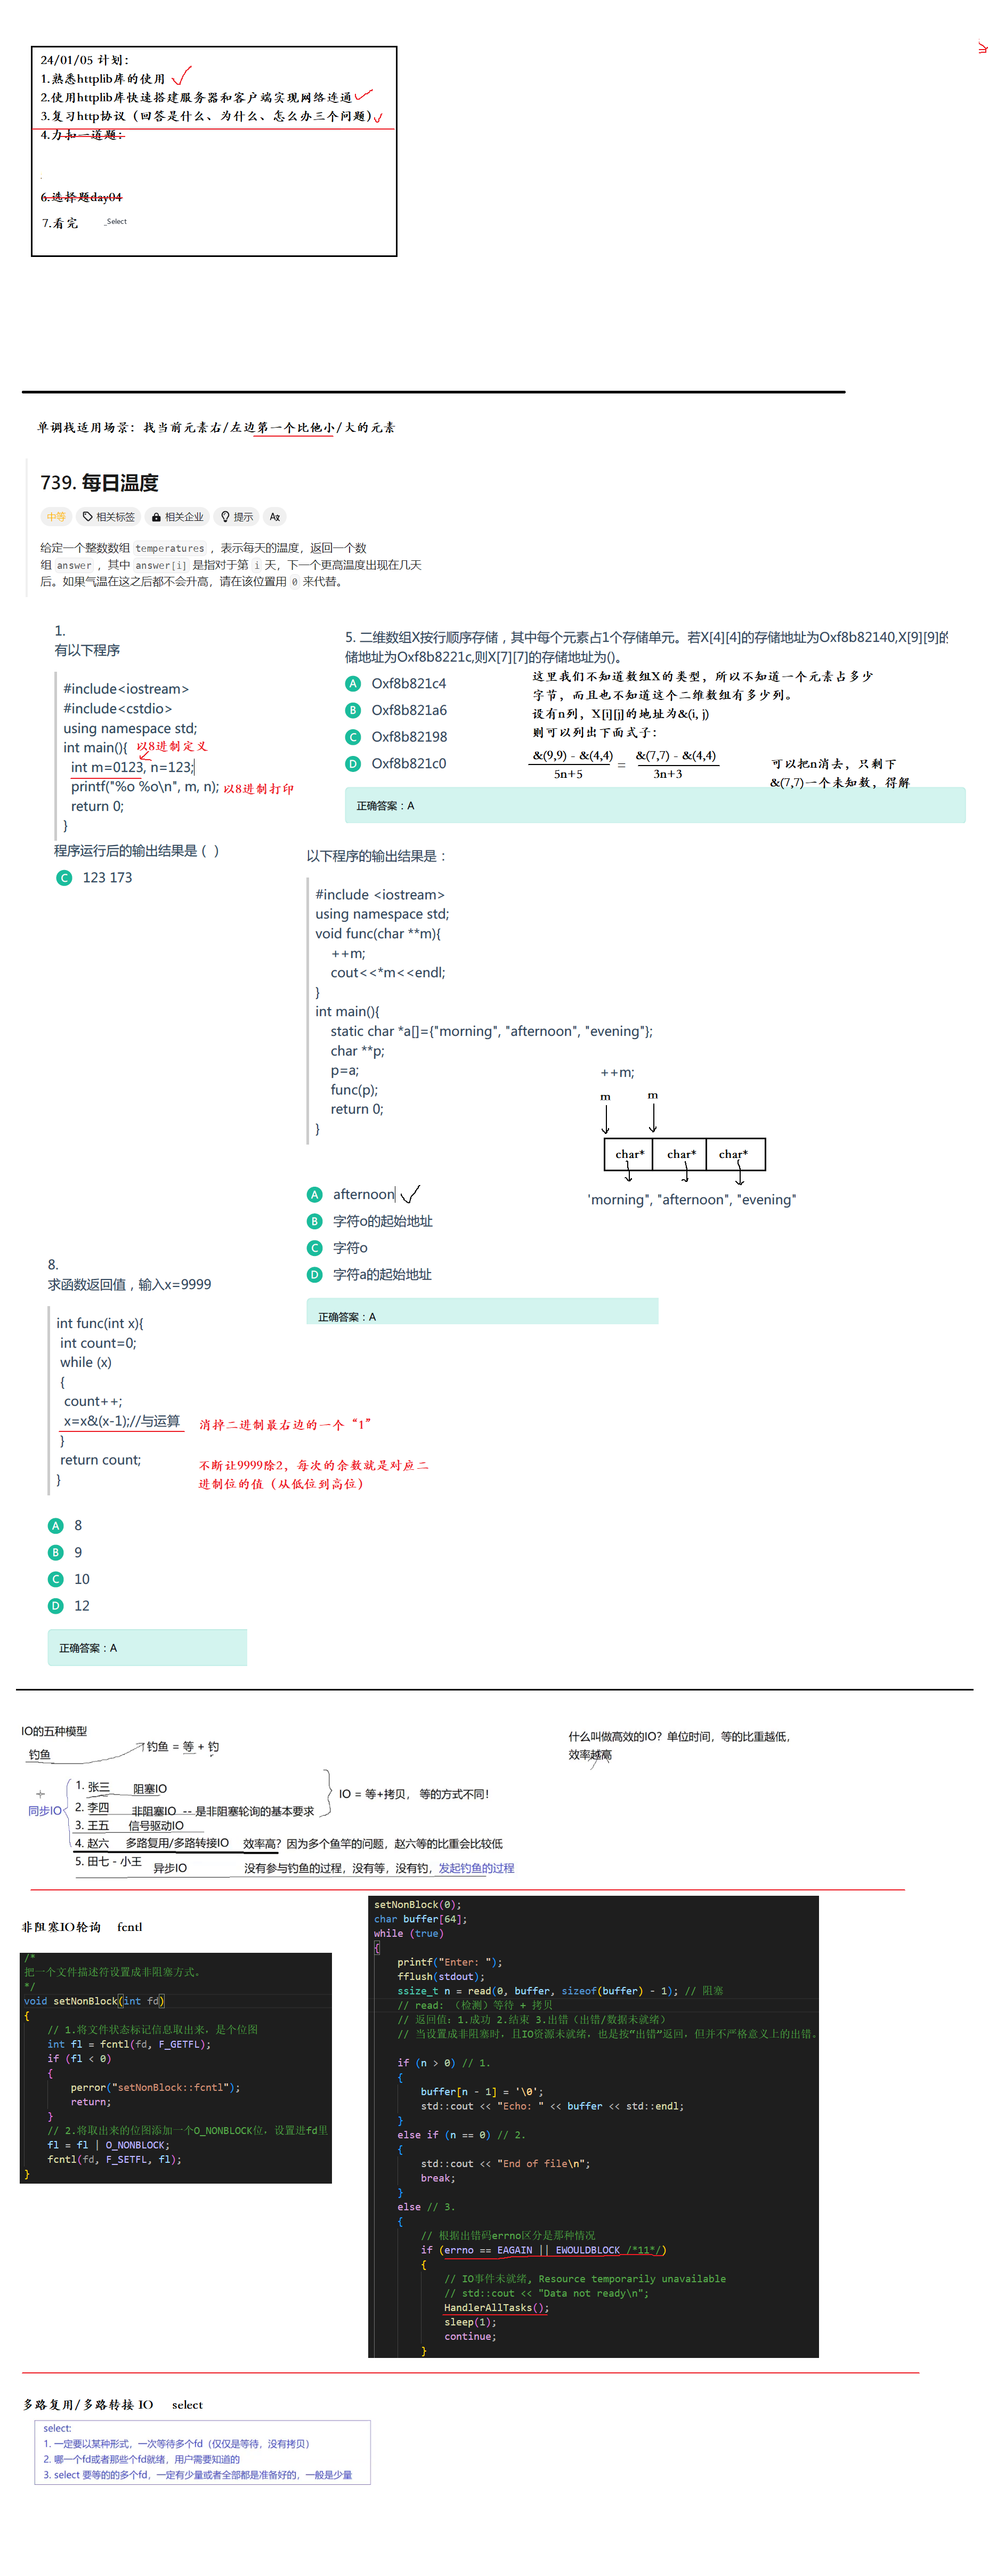 24/01/05 计划：
1.熟悉httplib库的使用
2.使用httplib库快速搭建服务器和客户端实现网络连通
3.复习http协议（回答是什么、为什么、怎么办三个问题）
4.力扣一道题：
6.选择题day04
7.看完 _Select
单调栈适用场景：找当前元素右/左边第一个比他小/大的元素
739. 每日温度
中等 相关标签 相关企业 提示
给定一个整数数组 temperatures ，表示每天的温度，返回一个数
组 answer ，其中 answer[i] 是指对于第 i 天，下一个更高温度出现在几天
后。如果气温在这之后都不会升高，请在该位置用 0 来代替。
1.
有以下程序
#include<iostream>
#include<cstdio>
using namespace std;
int main(){ 以8进制定义
int m=0123, n=123;
printf("%o %o\n", m, n); 以8进制打印
return 0;
}
程序运行后的输出结果是（ ）
C 123 173
5. 二维数组X按行顺序存储，其中每个元素占1个存储单元。若X[4][4]的存储地址为Oxf8b82140,X[9][9]的
储地址为Oxf8b8221c,则X[7][7]的存储地址为()。
A Oxf8b821c4
B Oxf8b821a6
C Oxf8b82198
D Oxf8b821c0
这里我们不知道数组X的类型，所以不知道一个元素占多少
字节，而且也不知道这个二维数组有多少列。
设有n列，X[i][j]的地址为&(i, j)
则可以列出下面式子：
&(9,9) - &(4,4) = &(7,7) - &(4,4)
5n+5 3n+3
可以把n消去，只剩下
&(7,7)一个未知数，得解
正确答案：A
以下程序的输出结果是：
#include <iostream>
using namespace std;
void func(char **m){
++m;
cout<<*m<<endl;
}
int main(){
static char *a[]={"morning", "afternoon", "evening"};
char **p;
p=a;
func(p);
return 0;
}
++m;
m m
char* char* char*
'morning", "afternoon", "evening"
A afternoon
B 字符o的起始地址
C 字符o
D 字符a的起始地址
正确答案：A
8.
求函数返回值，输入x=9999
int func(int x){
int count=0;
while (x)
{
count++;
x=x&(x-1);//与运算
}
return count;
}
消掉二进制最右边的一个“1”
不断让9999除2，每次的余数就是对应二
进制位的值（从低位到高位）
A 8
B 9
C 10
D 12
正确答案：A
IO的五种模型
钓鱼 钓鱼 = 等 + 钓
什么叫做高效的IO？单位时间，等的比重越低，
效率越高
同步IO
1. 张三 阻塞IO
2. 李四 非阻塞IO -- 是非阻塞轮询的基本要求
3. 王五 信号驱动IO
4. 赵六 多路复用/多路转接IO 效率高？因为多个鱼竿的问题，赵六等的比重会比较低
5. 田七 - 小王 异步IO 没有参与钓鱼的过程，没有等，没有钓，发起钓鱼的过程
IO = 等+拷贝， 等的方式不同！
非阻塞IO轮询 fcntl
/*
把一个文件描述符设置成非阻塞方式。
*/
void setNonBlock(int fd)
{
// 1.将文件状态标记信息取出来，是个位图
int fl = fcntl(fd, F_GETFL);
if (fl < 0)
{
perror("setNonBlock::fcntl");
return;
}
// 2.将取出来的位图添加一个O_NONBLOCK位，设置进fd里
fl = fl | O_NONBLOCK;
fcntl(fd, F_SETFL, fl);
}
setNonBlock(0);
char buffer[64];
while (true)
{
printf("Enter: ");
fflush(stdout);
ssize_t n = read(0, buffer, sizeof(buffer) - 1); // 阻塞
// read: （检测）等待 + 拷贝
// 返回值：1.成功 2.结束 3.出错（出错/数据未就绪）
// 当设置成非阻塞时，且IO资源未就绪，也是按"出错"返回，但并不严格意义上的出错。
if (n > 0) // 1.
{
buffer[n - 1] = '\0';
std::cout << "Echo: " << buffer << std::endl;
}
else if (n == 0) // 2.
{
std::cout << "End of file\n";
break;
}
else // 3.
{
// 根据出错码errno区分是那种情况
if (errno == EAGAIN || EWOULDBLOCK /*11*/)
{
// IO事件未就绪, Resource temporarily unavailable
// std::cout << "Data not ready\n";
HandlerAllTasks();
sleep(1);
continue;
}
多路复用/多路转接 IO select
select:
1. 一定要以某种形式，一次等待多个fd（仅仅是等待，没有拷贝）
2. 哪一个fd或者那些个fd就绪，用户需要知道的
3. select 要等的的多个fd，一定有少量或者全部都是准备好的，一般是少量